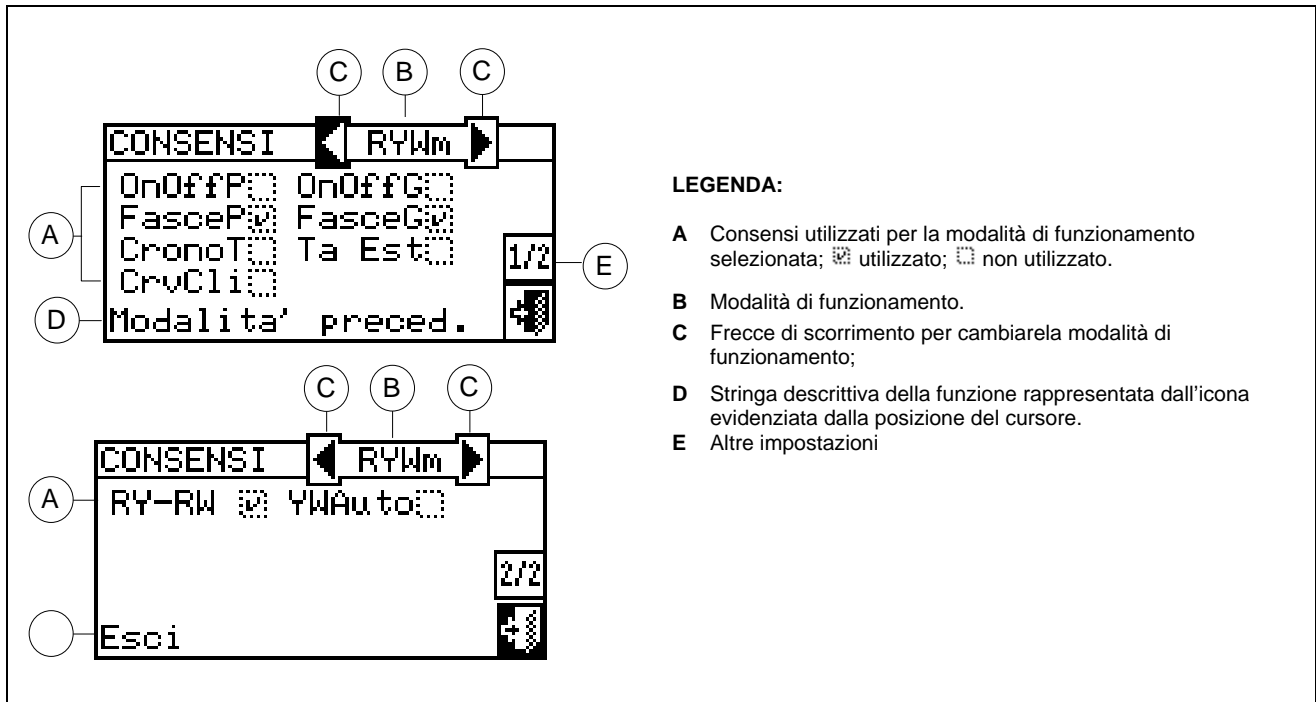 C B C
CONSENSI RYWm
OnOffP OnOffG
FasceP FasceG
CronoT Ta Est
CrvCli
1/2
Modalita' preced.
A
D
E
C B C
CONSENSI RYWm
RY-RW YWAuto
2/2
Esci
A
LEGENDA:
A Consensi utilizzati per la modalità di funzionamento
selezionata; utilizzato; non utilizzato.
B Modalità di funzionamento.
C Frecce di scorrimento per cambiarela modalità di
funzionamento;
D Stringa descrittiva della funzione rappresentata dall'icona
evidenziata dalla posizione del cursore.
E Altre impostazioni